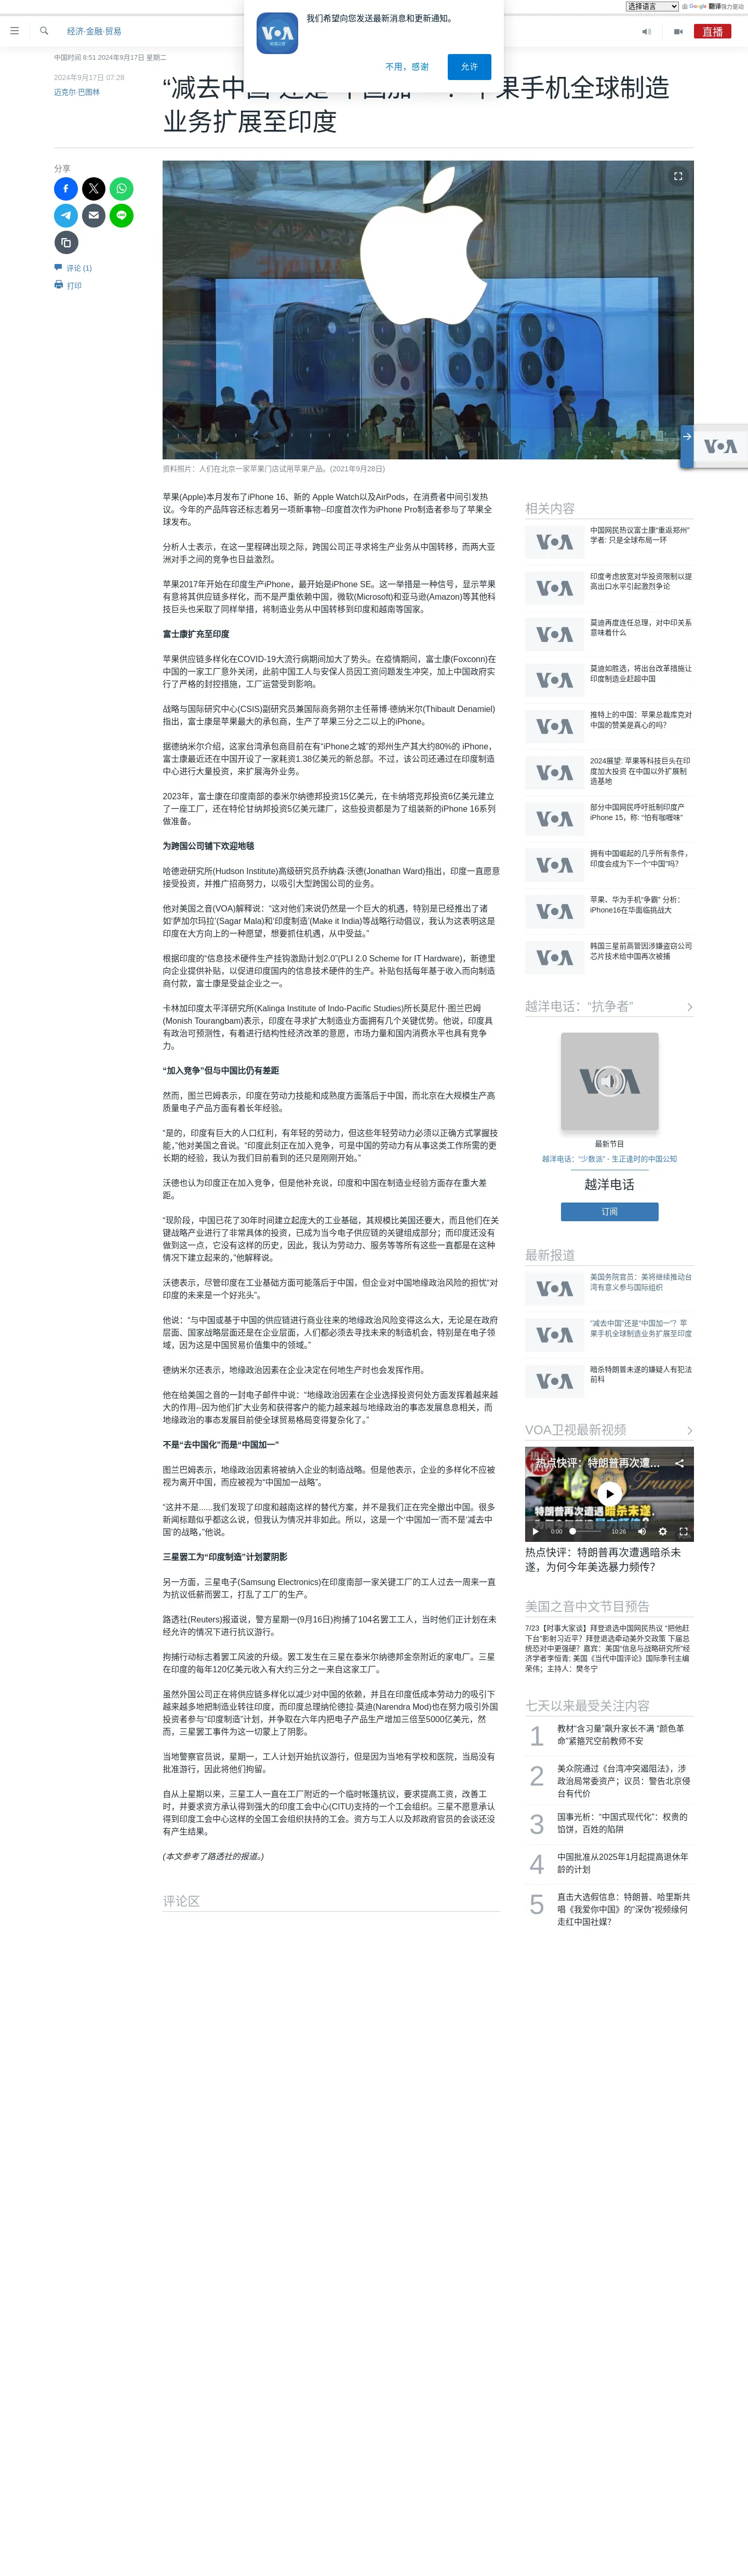 选择语言
由 Google 翻译强力驱动
经济·金融·贸易
直播
VOA
我们希望向您发送最新消息和更新通知。
不用，感谢
允许
中国时间 8:51 2024年9月17日 星期二
2024年9月17日 07:28
迈克尔·巴图林
业务扩展至印度
分享
评论 (1)
打印
资料照片：人们在北京一家苹果门店试用苹果产品。(2021年9月28日)
苹果(Apple)本月发布了iPhone 16、新的 Apple Watch以及AirPods，在消费者中间引发热
议。今年的产品阵容还标志着另一项新事物--印度首次作为iPhone Pro制造者参与了苹果全
球发布。
分析人士表示，在这一里程碑出现之际，跨国公司正寻求将生产业务从中国转移，而两大亚
洲对手之间的竞争也日益激烈。
苹果2017年开始在印度生产iPhone，最开始是iPhone SE。这一举措是一种信号，显示苹果
有意将其供应链多样化，而不是严重依赖中国，微软(Microsoft)和亚马逊(Amazon)等其他科
技巨头也采取了同样举措，将制造业务从中国转移到印度和越南等国家。
富士康扩充至印度
苹果供应链多样化在COVID-19大流行病期间加大了势头。在疫情期间，富士康(Foxconn)在
中国的一家工厂意外关闭，此前中国工人与安保人员因工资问题发生冲突，加上中国政府实
行了严格的封控措施，工厂运营受到影响。
战略与国际研究中心(CSIS)副研究员兼国际商务朔尔主任蒂博·德纳米尔(Thibault Denamiel)
指出，富士康是苹果最大的承包商，生产了苹果三分之二以上的iPhone。
据德纳米尔介绍，这家台湾承包商目前在有“iPhone之城”的郑州生产其大约80%的 iPhone，
富士康最近还在中国开设了一家耗资1.38亿美元的新总部。不过，该公司还通过在印度制造
中心进行大量投资，来扩展海外业务。
2023年，富士康在印度南部的泰米尔纳德邦投资15亿美元，在卡纳塔克邦投资6亿美元建立
了一座工厂，还在特伦甘纳邦投资5亿美元建厂，这些投资都是为了组装新的iPhone 16系列
做准备。
为跨国公司铺下欢迎地毯
哈德逊研究所(Hudson Institute)高级研究员乔纳森·沃德(Jonathan Ward)指出，印度一直愿意
接受投资，并推广招商努力，以吸引大型跨国公司的业务。
他对美国之音(VOA)解释说：“这对他们来说仍然是一个巨大的机遇，特别是已经推出了诸
如‘萨加尔玛拉’(Sagar Mala)和‘印度制造’(Make it India)等战略行动倡议，我认为这表明这是
印度在大方向上的一种愿望，想要抓住机遇，从中受益。”
根据印度的“信息技术硬件生产挂钩激励计划2.0”(PLI 2.0 Scheme for IT Hardware)，新德里
向企业提供补贴，以促进印度国内的信息技术硬件的生产。补贴包括每年基于收入而向制造
商付款，富士康是受益企业之一。
卡林加印度太平洋研究所(Kalinga Institute of Indo-Pacific Studies)所长莫尼什·图兰巴姆
(Monish Tourangbam)表示，印度在寻求扩大制造业方面拥有几个关键优势。他说，印度具
有政治可预测性，有着进行结构性经济改革的意愿，市场力量和国内消费水平也具有竞争
力。
“加入竞争”但与中国比仍有差距
然而，图兰巴姆表示，印度在劳动力技能和成熟度方面落后于中国，而北京在大规模生产高
质量电子产品方面有着长年经验。
“是的，印度有巨大的人口红利，有年轻的劳动力，但这些年轻劳动力必须以正确方式掌握技
能，”他对美国之音说。“印度此刻正在加入竞争，可是中国的劳动力有从事这类工作所需的更
长期的经验，我认为我们目前看到的还只是刚刚开始。”
沃德也认为印度正在加入竞争，但是他补充说，印度和中国在制造业经验方面存在重大差
距。
“现阶段，中国已花了30年时间建立起庞大的工业基础，其规模比美国还要大，而且他们在关
键战略产业进行了非常具体的投资，已成为当今电子供应链的关键组成部分；而印度还没有
做到这一点，它没有这样的历史，因此，我认为劳动力、服务等等所有这些一直都是在这种
情况下建立起来的，”他解释说。
沃德表示，尽管印度在工业基础方面可能落后于中国，但企业对中国地缘政治风险的担忧“对
印度的未来是一个好兆头”。
他说：“与中国或基于中国的供应链进行商业往来的地缘政治风险变得这么大，无论是在政府
层面、国家战略层面还是在企业层面，人们都必须去寻找未来的制造机会，特别是在电子领
域，因为这是中国贸易价值集中的领域。”
德纳米尔还表示，地缘政治因素在企业决定在何地生产时也会发挥作用。
他在给美国之音的一封电子邮件中说：“地缘政治因素在企业选择投资何处方面发挥着越来越
大的作用--因为他们扩大业务和获得客户的能力越来越与地缘政治的事态发展息息相关，而
地缘政治的事态发展目前使全球贸易格局变得复杂化了。”
不是“去中国化”而是“中国加一”
图兰巴姆表示，地缘政治因素将被纳入企业的制造战略。但是他表示，企业的多样化不应被
视为离开中国，而应被视为“中国加一战略”。
“这并不是......我们发现了印度和越南这样的替代方案，并不是我们正在完全撤出中国。很多
新闻标题似乎都这么说，但我认为情况并非如此。所以，这是一个‘中国加一’而不是‘减去中
国’的战略，”他说。
三星罢工为“印度制造”计划蒙阴影
另一方面，三星电子(Samsung Electronics)在印度南部一家关键工厂的工人过去一周来一直
为抗议低薪而罢工，打乱了工厂的生产。
路透社(Reuters)报道说，警方星期一(9月16日)拘捕了104名罢工工人，当时他们正计划在未
经允许的情况下进行抗议游行。
拘捕行动标志着罢工风波的升级。罢工发生在三星在泰米尔纳德邦金奈附近的家电厂。三星
在印度的每年120亿美元收入有大约三分之一来自这家工厂。
虽然外国公司正在将供应链多样化以减少对中国的依赖，并且在印度低成本劳动力的吸引下
越来越多地把制造业转往印度，而印度总理纳伦德拉·莫迪(Narendra Mod)也在努力吸引外国
投资者参与“印度制造”计划，并争取在六年内把电子产品生产增加三倍至5000亿美元，然
而，三星罢工事件为这一切蒙上了阴影。
当地警察官员说，星期一，工人计划开始抗议游行，但是因为当地有学校和医院，当局没有
批准游行，因此将他们拘留。
自从上星期以来，三星工人一直在工厂附近的一个临时帐篷抗议，要求提高工资，改善工
时，并要求资方承认得到强大的印度工会中心(CITU)支持的一个工会组织。三星不愿意承认
得到印度工会中心这样的全国工会组织扶持的工会。资方与工人以及邦政府官员的会谈还没
有产生结果。
(本文参考了路透社的报道。)
评论区
VOA
相关内容
中国网民热议富士康“重返郑州”
学者: 只是全球布局一环
印度考虑放宽对华投资限制以提
高出口水平引起激烈争论
莫迪再度连任总理，对中印关系
意味着什么
莫迪如胜选，将出台改革措施让
印度制造业赶超中国
推特上的中国：苹果总裁库克对
中国的赞美是真心的吗？
2024展望: 苹果等科技巨头在印
度加大投资 在中国以外扩展制
造基地
部分中国网民呼吁抵制印度产
iPhone 15，称: “怕有咖喱味”
拥有中国崛起的几乎所有条件，
印度会成为下一个“中国”吗？
苹果、华为手机“争霸” 分析：
iPhone16在华面临挑战大
韩国三星前高管因涉嫌盗窃公司
芯片技术给中国再次被捕
越洋电话：“抗争者”
最新节目
越洋电话：“少数派” - 生正逢时的中国公知
越洋电话
订阅
最新报道
美国务院官员：美将继续推动台
湾有意义参与国际组织
“减去中国”还是“中国加一”？苹
果手机全球制造业务扩展至印度
暗杀特朗普未遂的嫌疑人有犯法
前科
VOA卫视最新视频
热点快评：特朗普再次遭...
特朗普再次遭遇暗杀未遂，
0:00
10:26
热点快评：特朗普再次遭遇暗杀未
遂，为何今年美选暴力频传？
美国之音中文节目预告
7/23【时事大家谈】拜登退选中国网民热议 “把他赶
下台”影射习近平？拜登退选牵动美外交政策 下届总
统恐对中更强硬？嘉宾：美国“信息与战略研究所”经
济学者李恒青; 美国《当代中国评论》国际季刊主编
荣伟；主持人：樊冬宁
七天以来最受关注内容
1
教材“含习量”飙升家长不满 “颜色革
命”紧箍咒空前教师不安
2
美众院通过《台湾冲突遏阻法》，涉
政治局常委资产；议员：警告北京侵
台有代价
3
国事光析：“中国式现代化”：权贵的
馅饼，百姓的陷阱
4
中国批准从2025年1月起提高退休年
龄的计划
5
直击大选假信息：特朗普、哈里斯共
唱《我爱你中国》的“深伪”视频缘何
走红中国社媒？